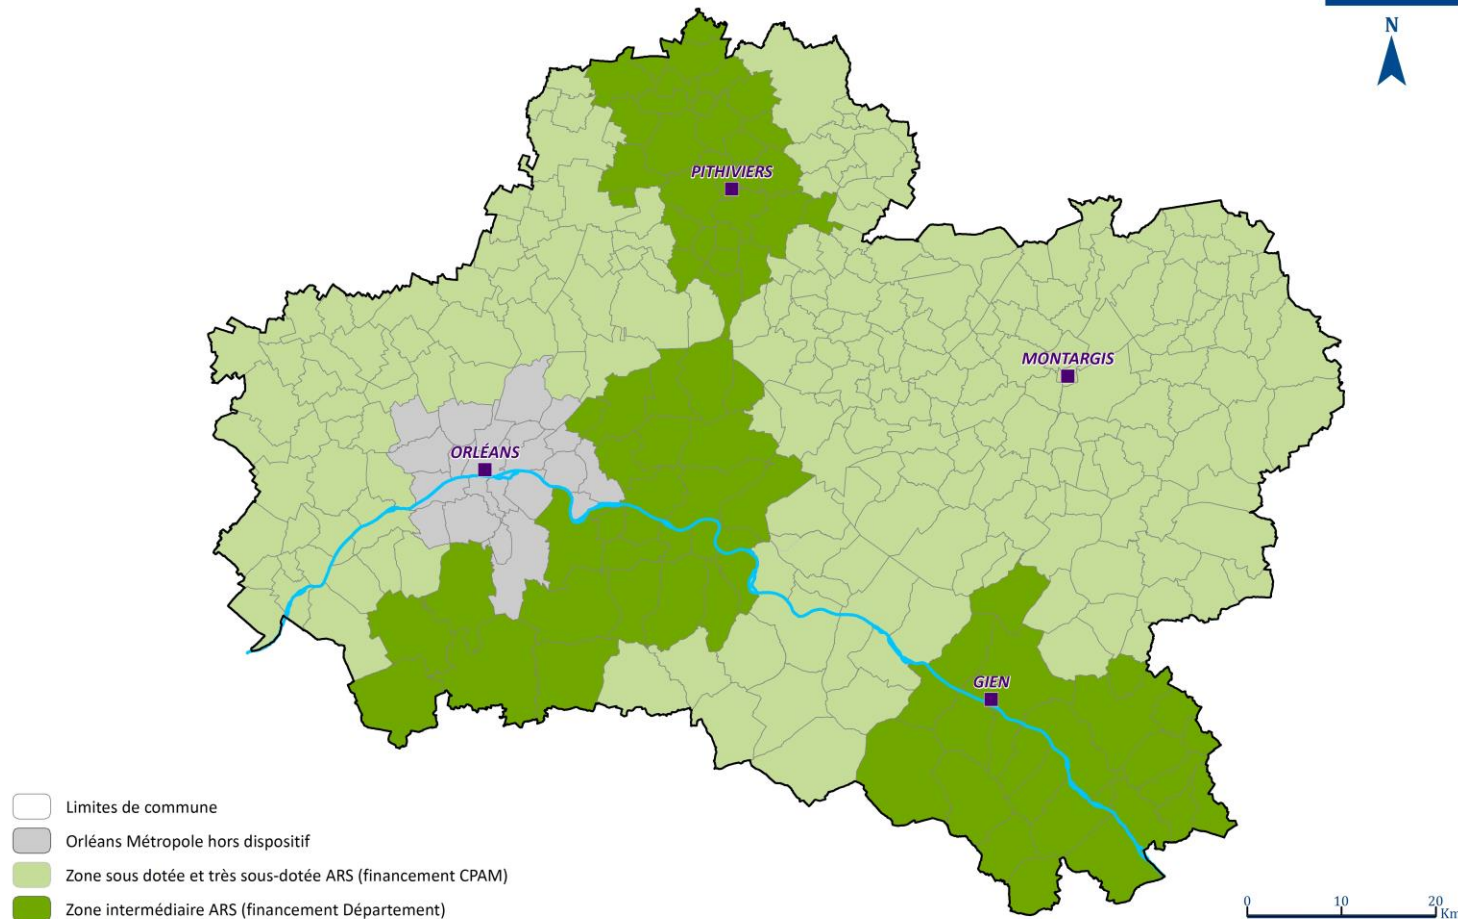 N
PITHIVIERS
MONTARGIS
ORLÉANS
GIEN
Limites de commune
Orléans Métropole hors dispositif
Zone sous dotée et très sous-dotée ARS (financement CPAM)
Zone intermédiaire ARS (financement Département)
0 10 20
Km